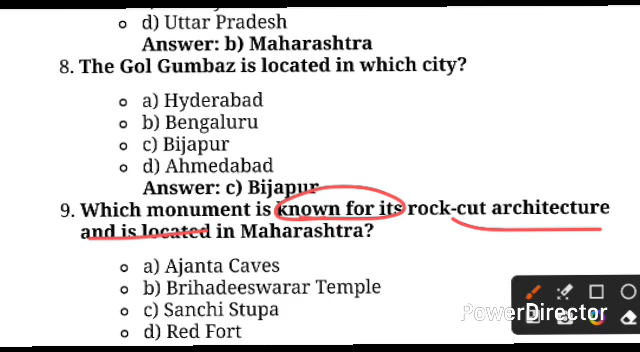 d) Uttar Pradesh
Answer: b) Maharashtra
8. The Gol Gumbaz is located in which city?
a) Hyderabad
b) Bengaluru
c) Bijapur
d) Ahmedabad
Answer: c) Bijapur
9. Which monument is known for its rock-cut architecture
and is located in Maharashtra?
a) Ajanta Caves
b) Brihadeeswarar Temple
c) Sanchi Stupa
d) Red Fort
PowerDirector